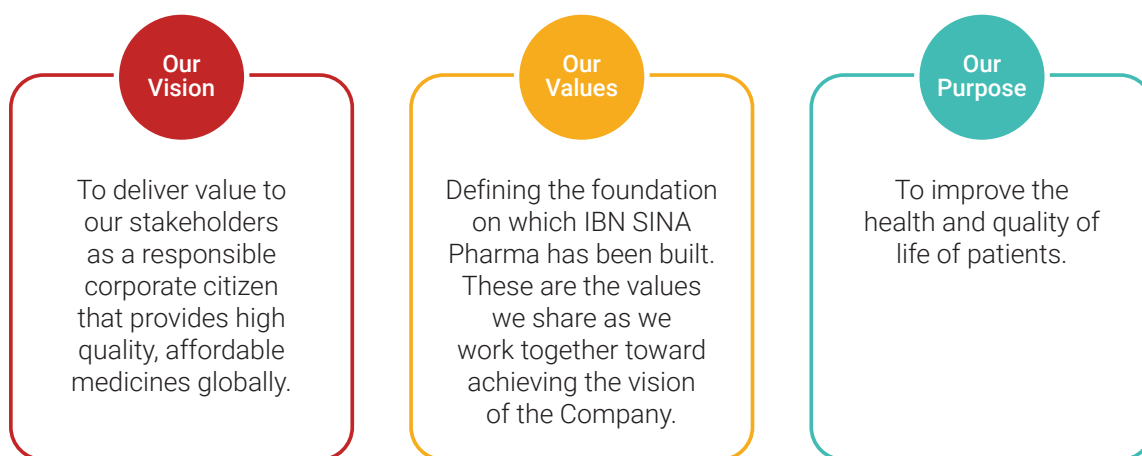 Our
Vision
To deliver value to
our stakeholders
as a responsible
corporate citizen
that provides high
quality, affordable
medicines globally.
Our
Values
Defining the foundation
on which IBN SINA
Pharma has been built.
These are the values
we share as we
work together toward
achieving the vision
of the Company.
Our
Purpose
To improve the
health and quality of
life of patients.